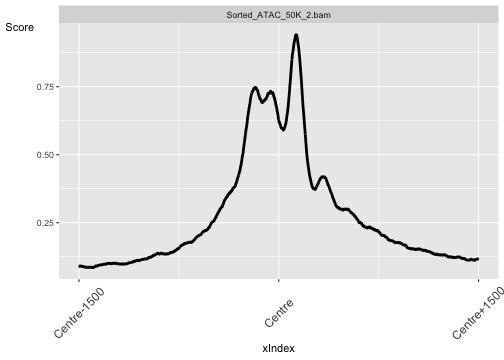 Sorted_ATAC_50K_2.bam
Score
0.75
0.50
0.25
Centre-1500
Centre
Centre+1500
xIndex